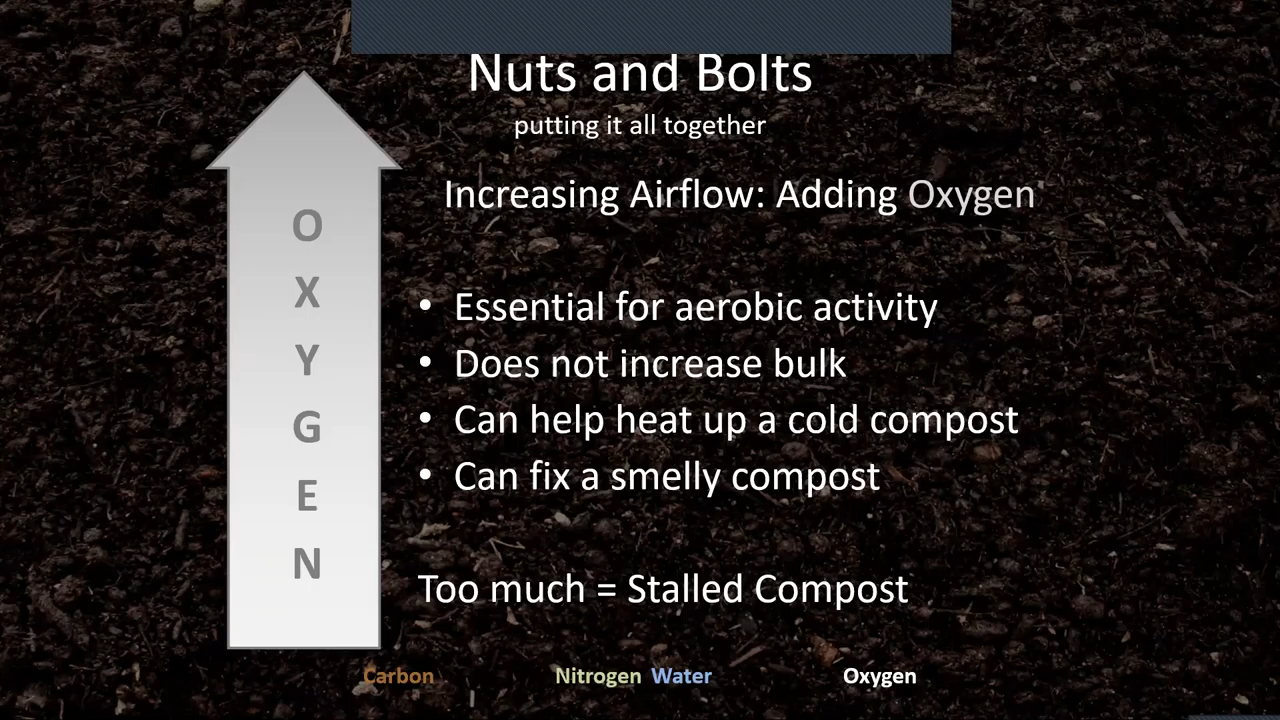 Nuts and Bolts
putting it all together
Increasing Airflow: Adding Oxygen
O
X
Y
G
E
N
• Essential for aerobic activity
• Does not increase bulk
• Can help heat up a cold compost
• Can fix a smelly compost
Too much = Stalled Compost
Carbon Nitrogen Water Oxygen